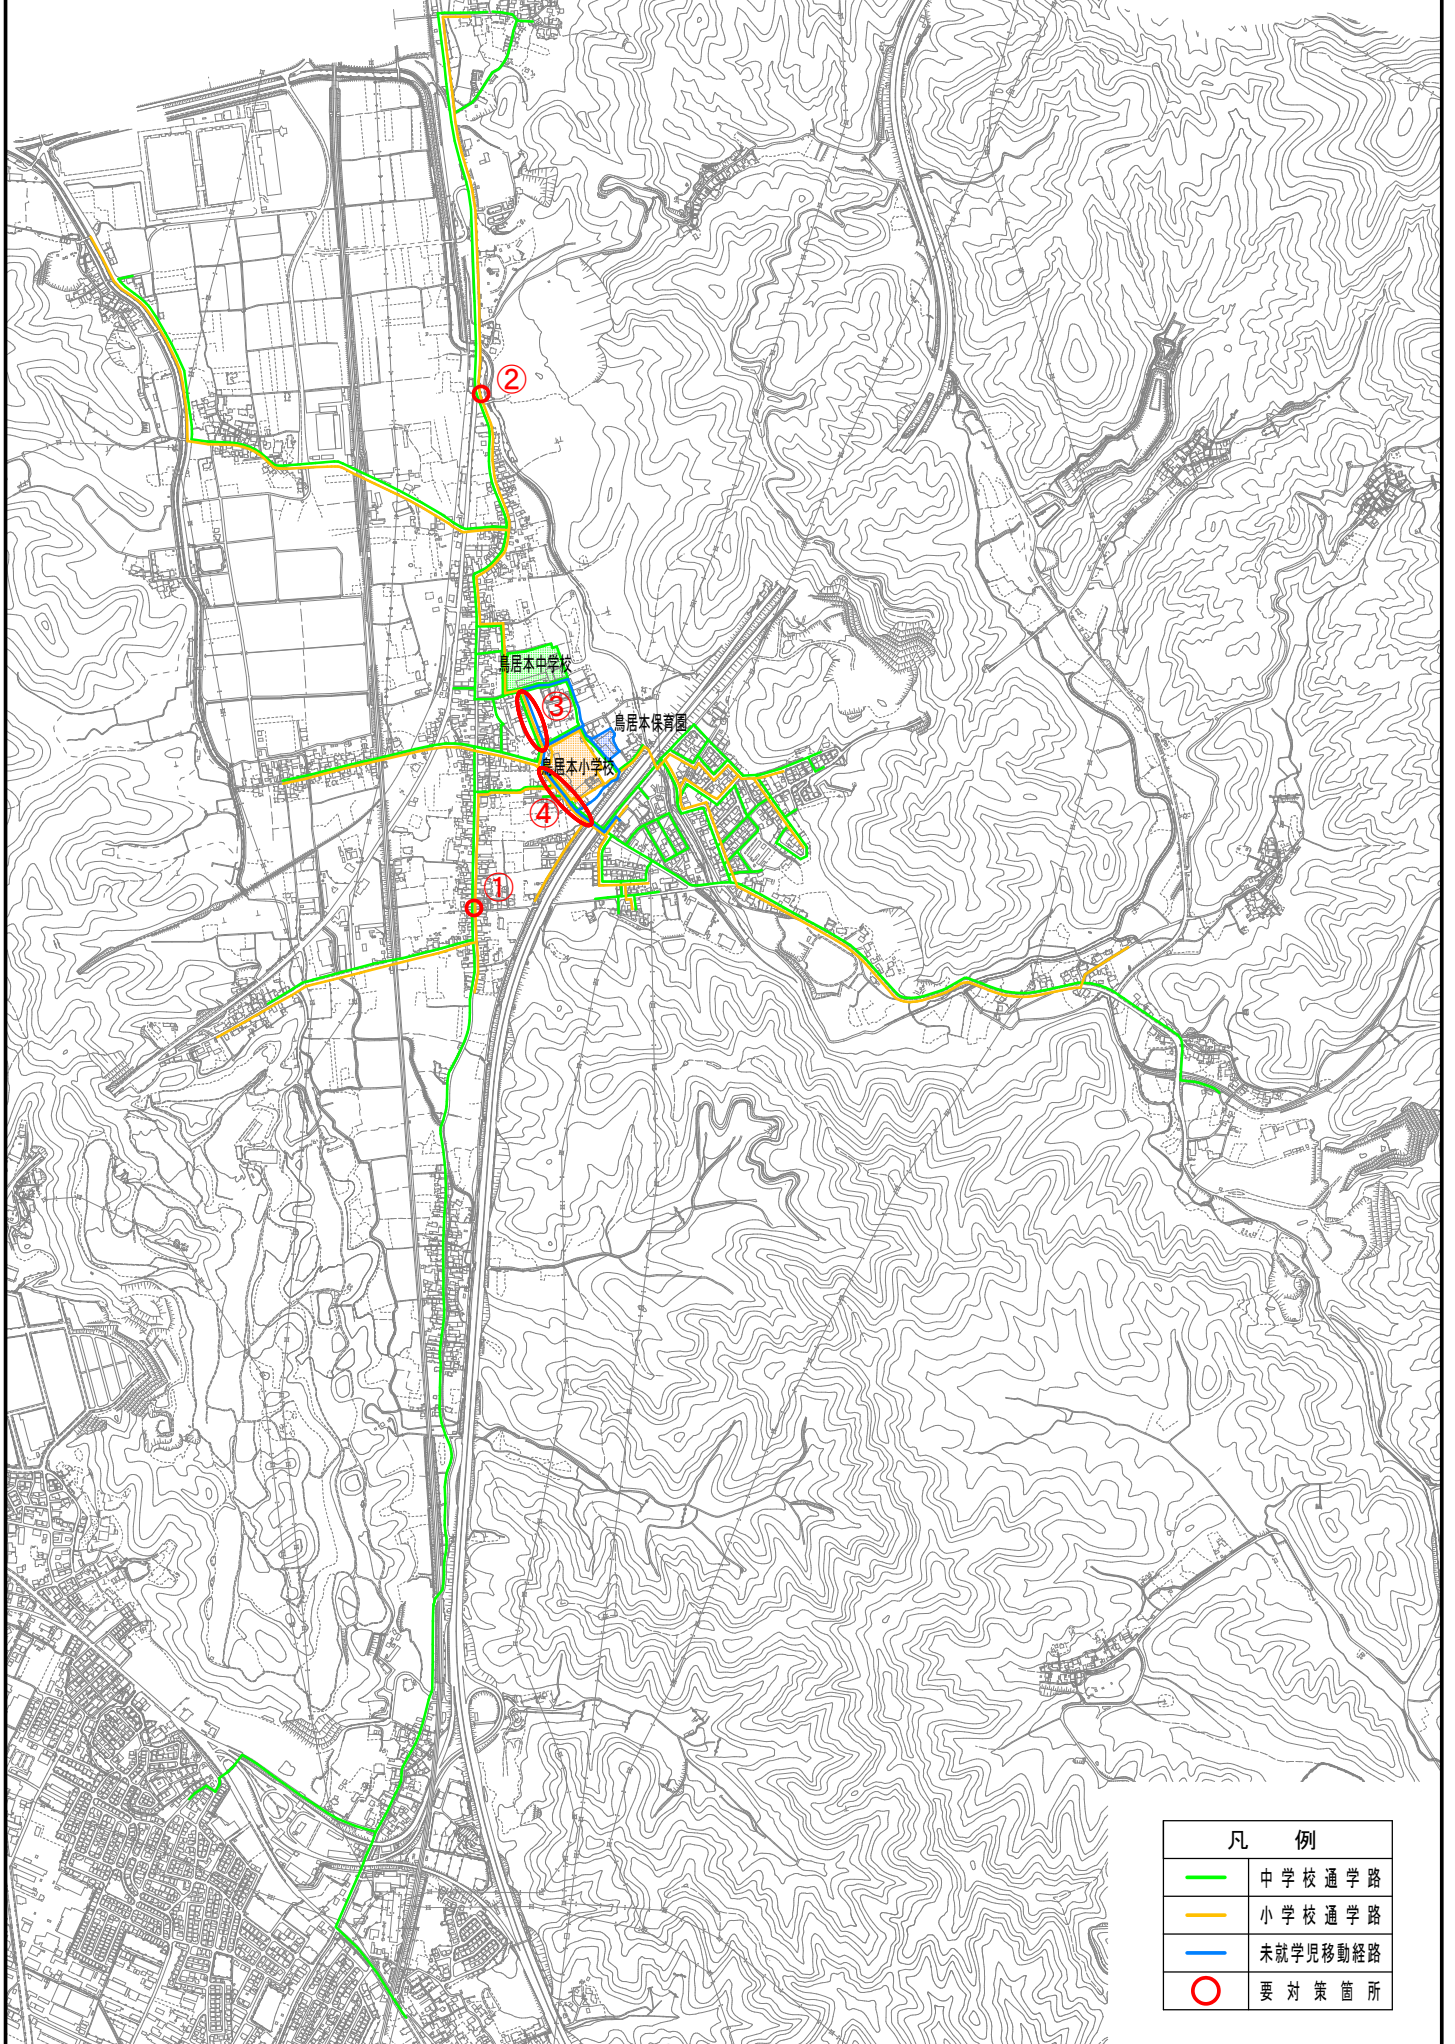 ②
鳥居本中学校
③
鳥居本保育園
鳥居本小学校
④
①
凡 例
中学校通学路
小学校通学路
未就学児移動経路
要対策箇所